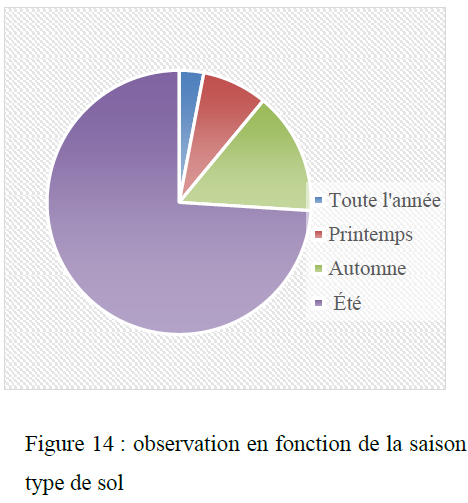 Toute l'année
Printemps
Automne
Été
Figure 14 : observation en fonction de la saison
type de sol